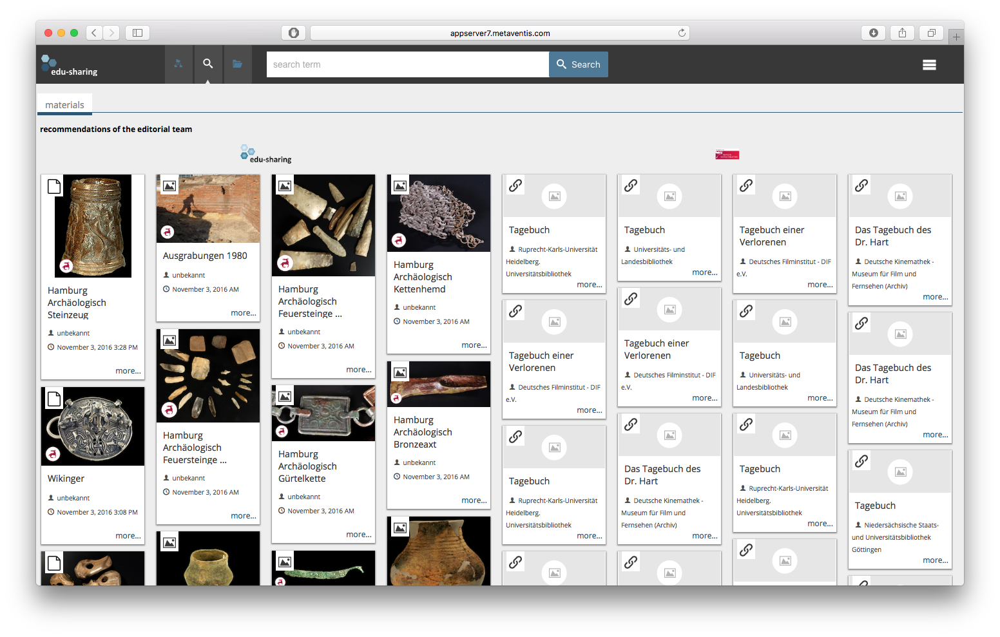 appserver7.metaventis.com
edu-sharing
search term
Search
materials
recommendations of the editorial team
edu-sharing
Hamburg
Archäologisch
Steinzeug
unbekannt
November 3, 2016 3:28 PM
more...
Wikinger
unbekannt
November 3, 2016 3:08 PM
more...
Ausgrabungen 1980
unbekannt
November 3, 2016 AM
more...
Hamburg
Archäologisch
Feuersteinge ...
unbekannt
November 3, 2016 AM
more...
Hamburg
Archäologisch
Feuersteinge ...
unbekannt
November 3, 2016 AM
more...
Hamburg
Archäologisch
Gürtelkette
unbekannt
November 3, 2016 AM
more...
Hamburg
Archäologisch
Kettenhemd
unbekannt
November 3, 2016 AM
more...
Hamburg
Archäologisch
Bronzeaxt
unbekannt
November 3, 2016 AM
more...
Tagebuch
Ruprecht-Karls-Universität
Heidelberg.
Universitätsbibliothek
more...
Tagebuch einer
Verlorenen
Deutsches Filminstitut - DIF
e.V.
more...
Tagebuch
Ruprecht-Karls-Universität
Heidelberg.
Universitätsbibliothek
more...
Tagebuch
Universitäts- und
Landesbibliothek
more...
Tagebuch einer
Verlorenen
Deutsches Filminstitut - DIF
e.V.
more...
Das Tagebuch des
Dr. Hart
Deutsche Kinemathek -
Museum für Film und
Fernsehen (Archiv)
more...
Tagebuch einer
Verlorenen
Deutsches Filminstitut - DIF
e.V.
more...
Tagebuch
Universitäts- und
Landesbibliothek
more...
Tagebuch
Ruprecht-Karls-Universität
Heidelberg.
Universitätsbibliothek
more...
Das Tagebuch des
Dr. Hart
Deutsche Kinemathek -
Museum für Film und
Fernsehen (Archiv)
more...
Das Tagebuch des
Dr. Hart
Deutsche Kinemathek -
Museum für Film und
Fernsehen (Archiv)
more...
Tagebuch
Niedersächsische Staats-
und Universitätsbibliothek
Göttingen
more...